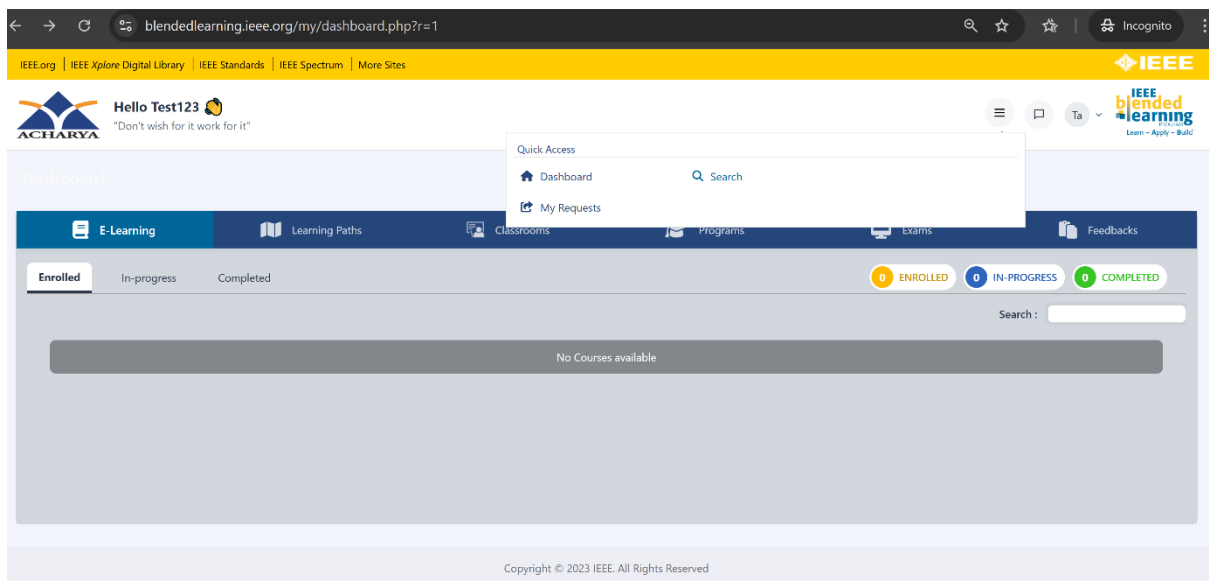 blendedlearning.ieee.org/my/dashboard.php?r=1
Incognito
IEEE.org | IEEE Xplore Digital Library | IEEE Standards | IEEE Spectrum | More Sites
IEEE
ACHARYA
Hello Test123
"Don't wish for it work for it"
Ta
IEEE
blended
learning
Learn – Apply – Build
Quick Access
Dashboard
Search
My Requests
Dashboard
E-Learning
Learning Paths
Classrooms
Programs
Exams
Feedbacks
Enrolled
In-progress
Completed
0 ENROLLED
0 IN-PROGRESS
0 COMPLETED
Search :
No Courses available
Copyright © 2023 IEEE. All Rights Reserved